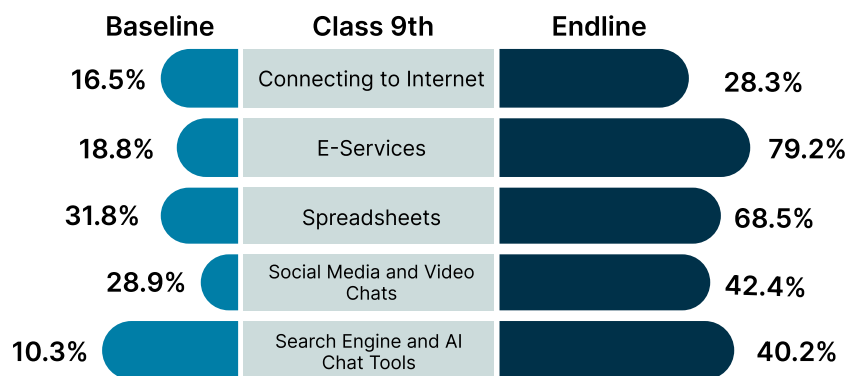 Baseline Class 9th Endline
16.5% Connecting to Internet 28.3%
18.8% E-Services 79.2%
31.8% Spreadsheets 68.5%
28.9% Social Media and Video
Chats 42.4%
10.3% Search Engine and AI
Chat Tools 40.2%